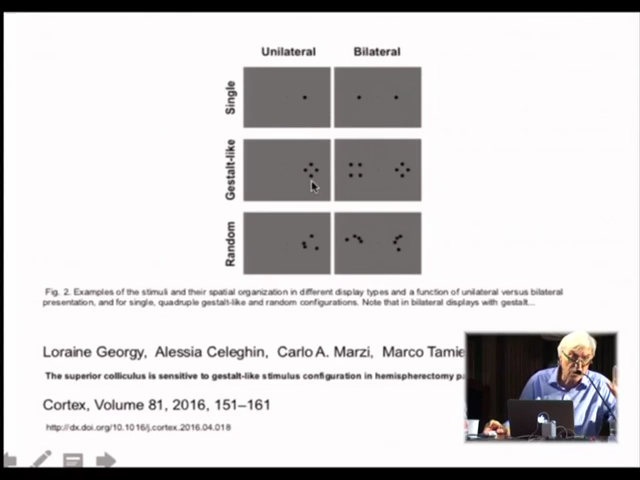 Unilateral Bilateral
Single
Gestalt-like
Random
Fig. 2. Examples of the stimuli and their spatial organization in different display types and a function of unilateral versus bilateral
presentation, and for single, quadruple gestalt-like and random configurations. Note that in bilateral displays with gestalt...
Loraine Georgy, Alessia Celeghin, Carlo A. Marzi, Marco Tamie
The superior colliculus is sensitive to gestalt-like stimulus configuration in hemispherectomy pa
Cortex, Volume 81, 2016, 151–161
http://dx.doi.org/10.1016/j.cortex.2016.04.018